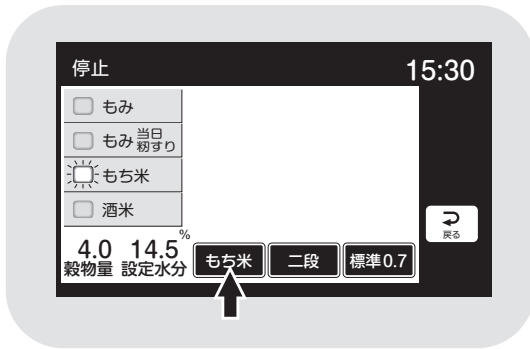 停止 15:30
もみ
もみ 当日籾すり
もち米
酒米
戻る
4.0 14.5%
穀物量 設定水分
もち米 二段 標準0.7